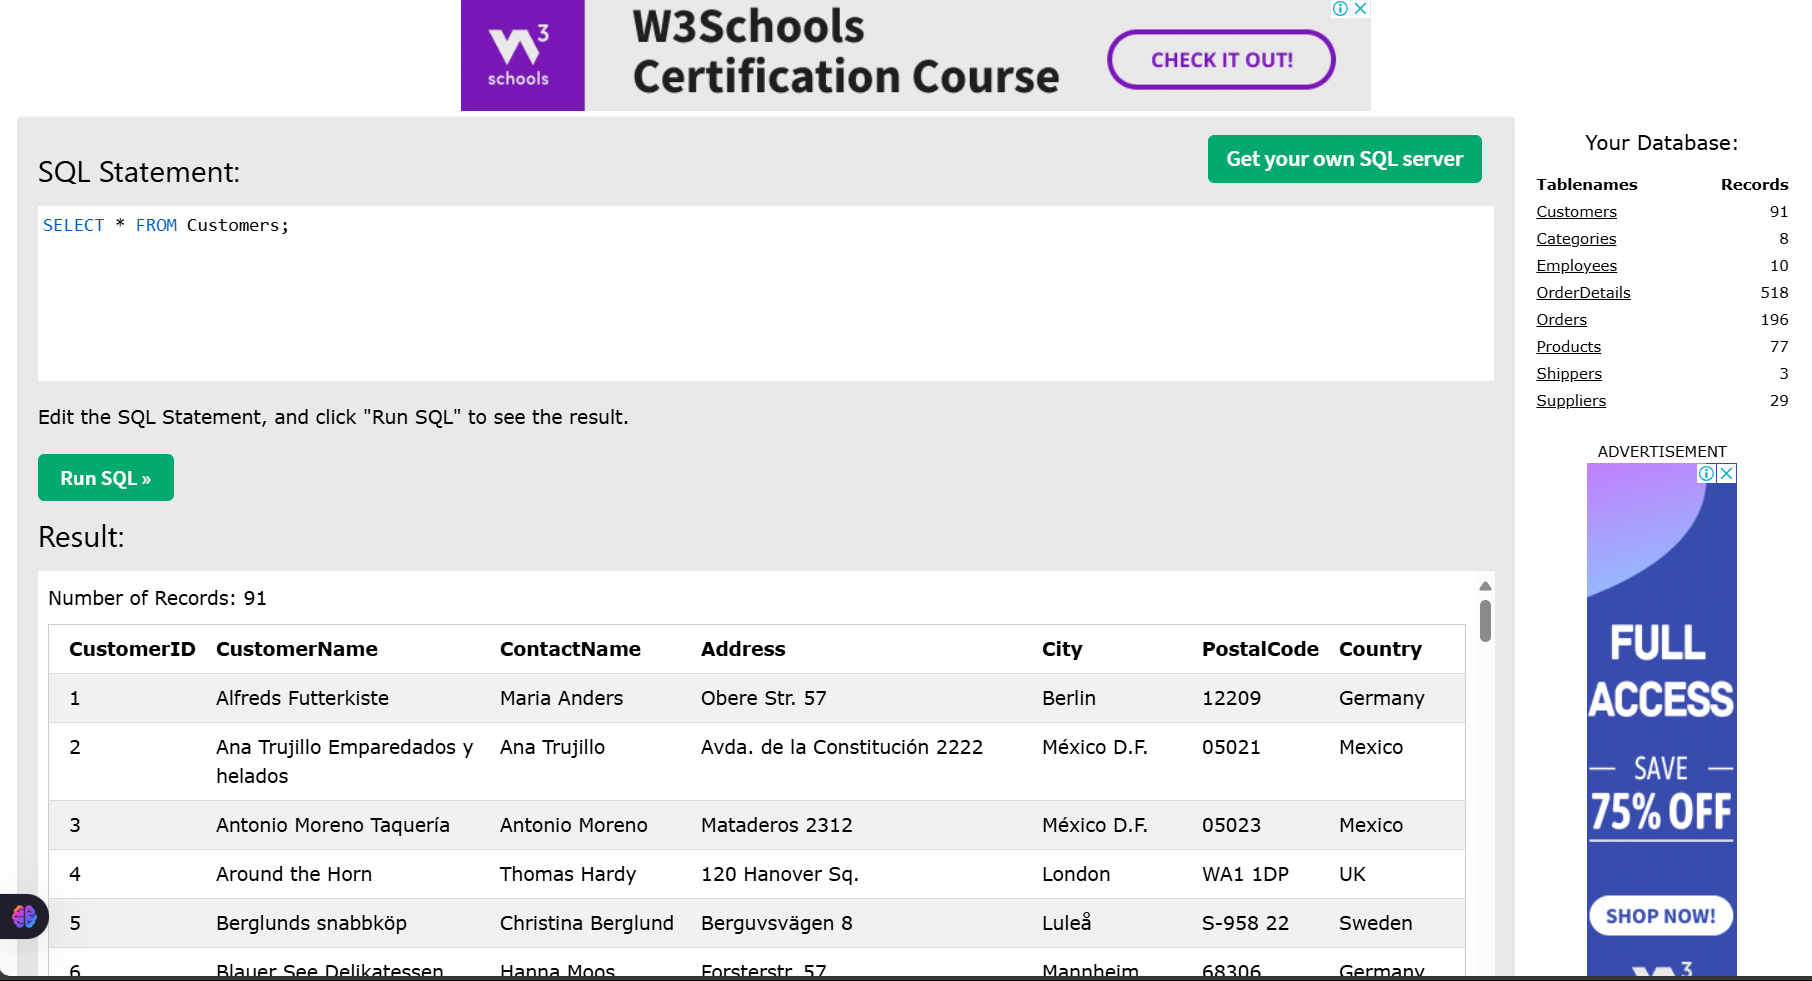 W3Schools
Certification Course
CHECK IT OUT!
W3
schools
SQL Statement:
Get your own SQL server
SELECT * FROM Customers;
Edit the SQL Statement, and click "Run SQL" to see the result.
Run SQL »
Result:
Number of Records: 91
CustomerID CustomerName ContactName Address City PostalCode Country
1 Alfreds Futterkiste Maria Anders Obere Str. 57 Berlin 12209 Germany
2 Ana Trujillo Emparedados y helados Ana Trujillo Avda. de la Constitución 2222 México D.F. 05021 Mexico
3 Antonio Moreno Taquería Antonio Moreno Mataderos 2312 México D.F. 05023 Mexico
4 Around the Horn Thomas Hardy 120 Hanover Sq. London WA1 1DP UK
5 Berglunds snabbköp Christina Berglund Berguvsvägen 8 Luleå S-958 22 Sweden
6 Blauer See Delikatessen Hanna Moos Forsterstr. 57 Mannheim 68306 Germany
Your Database:
Tablenames Records
Customers 91
Categories 8
Employees 10
OrderDetails 518
Orders 196
Products 77
Shippers 3
Suppliers 29
ADVERTISEMENT
FULL
ACCESS
SAVE
75% OFF
SHOP NOW!
W3